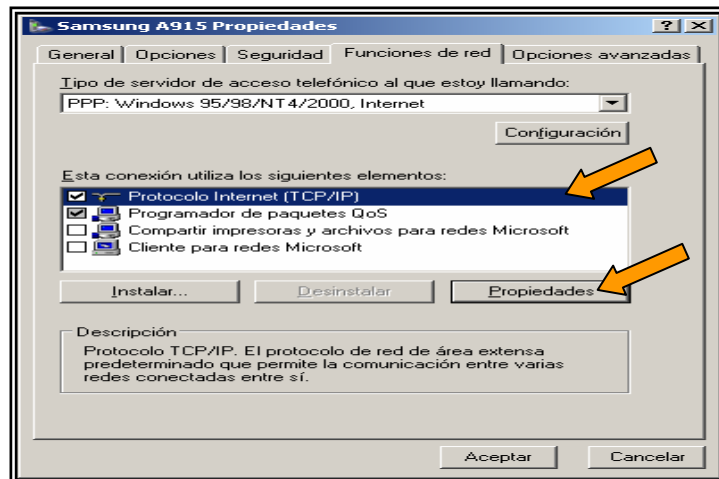 Samsung A915 Propiedades
General Opciones Seguridad Funciones de red Opciones avanzadas
Tipo de servidor de acceso telefónico al que estoy llamando:
PPP: Windows 95/98/NT4/2000, Internet
Configuración
Esta conexión utiliza los siguientes elementos:
Protocolo Internet (TCP/IP)
Programador de paquetes QoS
Compartir impresoras y archivos para redes Microsoft
Cliente para redes Microsoft
Instalar... Desinstalar Propiedades
Descripción
Protocolo TCP/IP. El protocolo de red de área extensa
predeterminado que permite la comunicación entre varias
redes conectadas entre sí.
Aceptar Cancelar